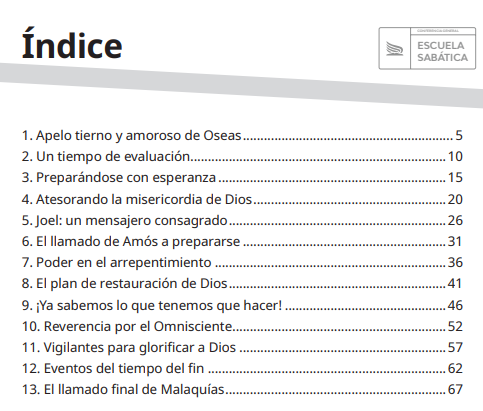 Índice
CONFERENCIA GENERAL
ESCUELA
SABÁTICA
1. Apelo tierno y amoroso de Oseas 5
2. Un tiempo de evaluación 10
3. Preparándose con esperanza 15
4. Atesorando la misericordia de Dios 20
5. Joel: un mensajero consagrado 26
6. El llamado de Amós a prepararse 31
7. Poder en el arrepentimiento 36
8. El plan de restauración de Dios 41
9. ¡Ya sabemos lo que tenemos que hacer! 46
10. Reverencia por el Omnisciente 52
11. Vigilantes para glorificar a Dios 57
12. Eventos del tiempo del fin 62
13. El llamado final de Malaquías 67